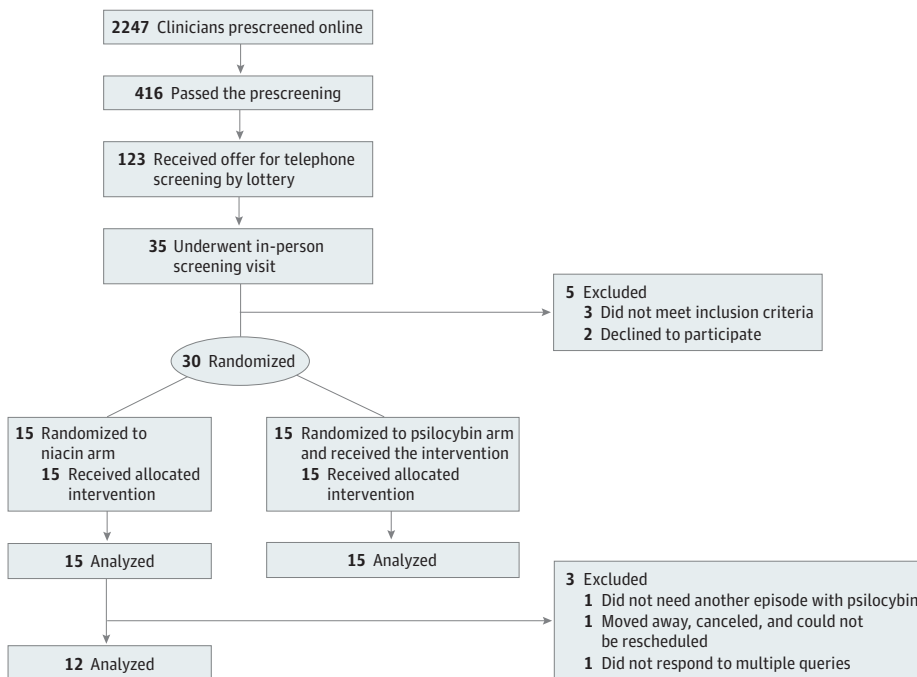 2247 Clinicians prescreened online
416 Passed the prescreening
123 Received offer for telephone
screening by lottery
35 Underwent in-person
screening visit
5 Excluded
3 Did not meet inclusion criteria
2 Declined to participate
30 Randomized
15 Randomized to
niacin arm
15 Received allocated
intervention
15 Randomized to psilocybin arm
and received the intervention
15 Received allocated
intervention
15 Analyzed
15 Analyzed
3 Excluded
1 Did not need another episode with psilocybin
1 Moved away, canceled, and could not
be rescheduled
1 Did not respond to multiple queries
12 Analyzed